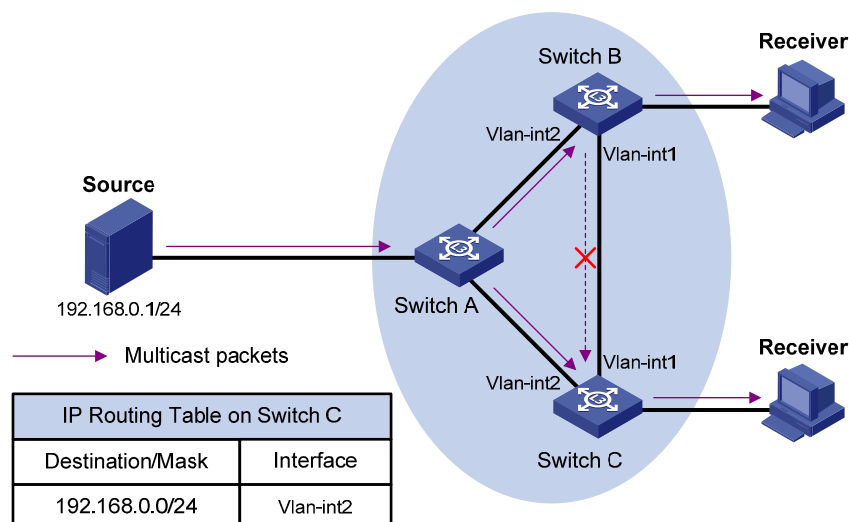 Receiver
Switch B
Vlan-int2
Vlan-int1
Source
192.168.0.1/24
Switch A
Multicast packets
Vlan-int1
Vlan-int2
Receiver
Switch C
IP Routing Table on Switch C
Destination/Mask Interface
192.168.0.0/24 Vlan-int2